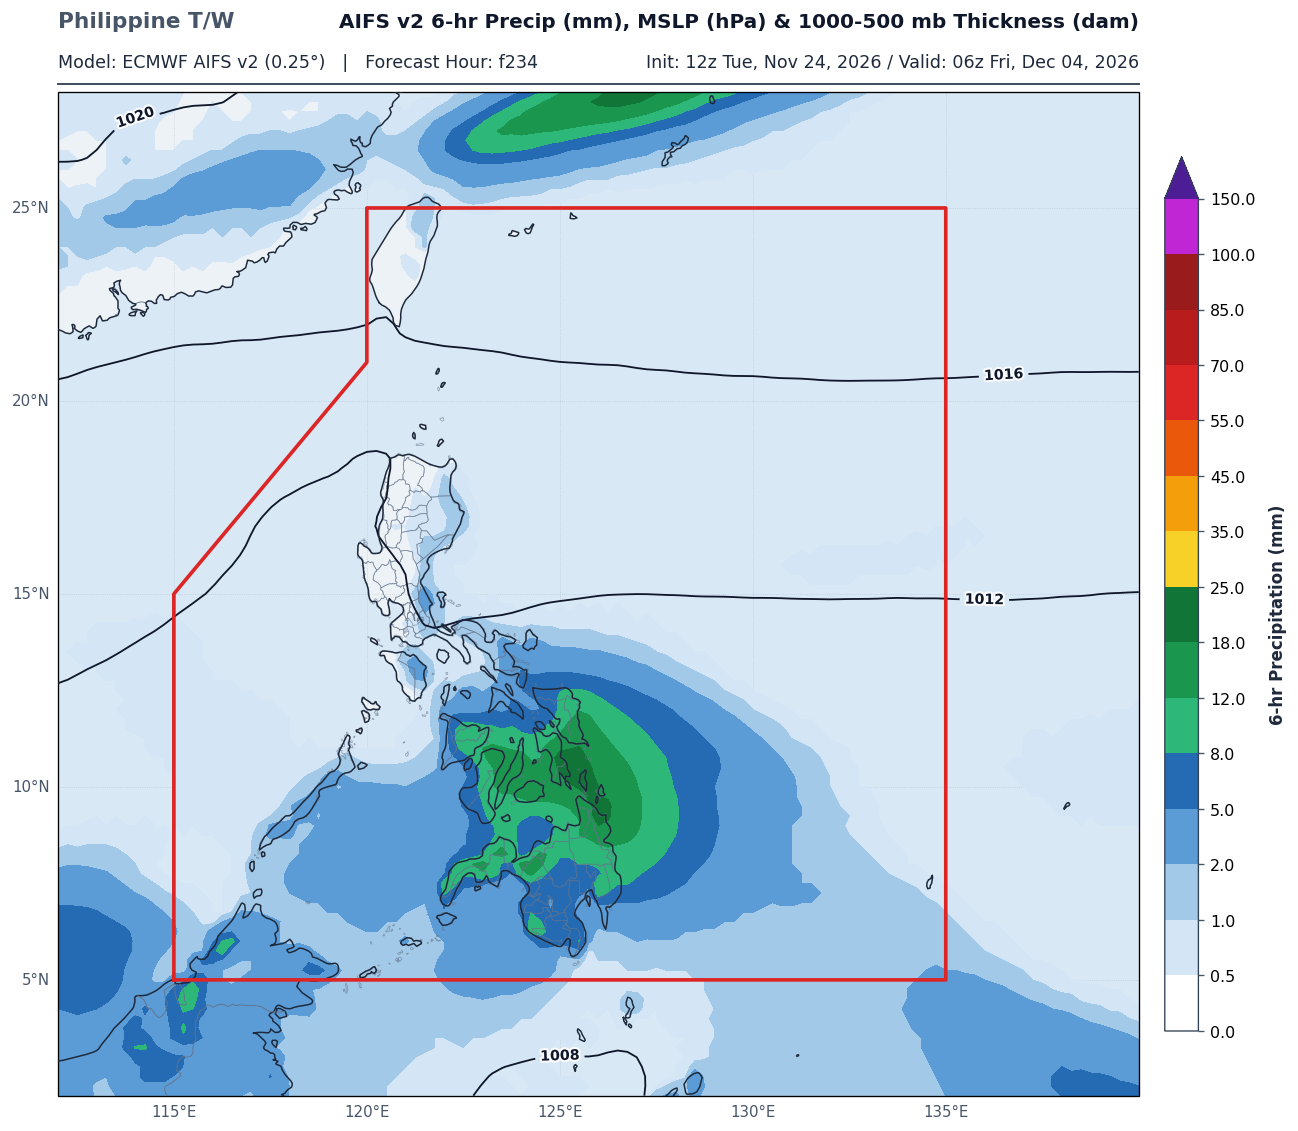 Philippine T/W
AIFS v2 6-hr Precip (mm), MSLP (hPa) & 1000-500 mb Thickness (dam)
Model: ECMWF AIFS v2 (0.25°) | Forecast Hour: f234
Init: 12z Tue, Nov 24, 2026 / Valid: 06z Fri, Dec 04, 2026
1020
25°N
1016
20°N
15°N
1012
10°N
5°N
1008
115°E
120°E
125°E
130°E
135°E
150.0
100.0
85.0
70.0
55.0
45.0
35.0
25.0
18.0
12.0
8.0
5.0
2.0
1.0
0.5
0.0
6-hr Precipitation (mm)